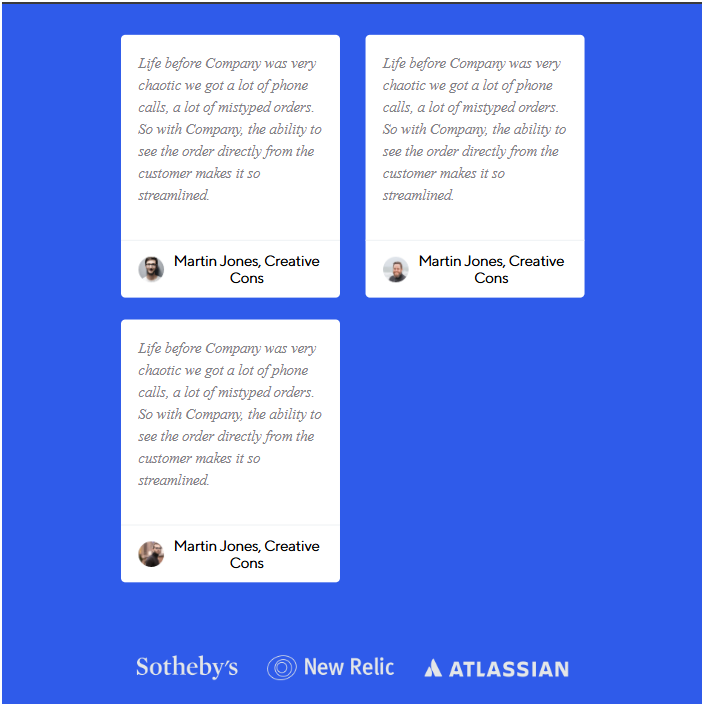 Life before Company was very
chaotic we got a lot of phone
calls, a lot of mistyped orders.
So with Company, the ability to
see the order directly from the
customer makes it so
streamlined.
Martin Jones, Creative
Cons
Life before Company was very
chaotic we got a lot of phone
calls, a lot of mistyped orders.
So with Company, the ability to
see the order directly from the
customer makes it so
streamlined.
Martin Jones, Creative
Cons
Life before Company was very
chaotic we got a lot of phone
calls, a lot of mistyped orders.
So with Company, the ability to
see the order directly from the
customer makes it so
streamlined.
Martin Jones, Creative
Cons
Sotheby's
New Relic
ATLASSIAN